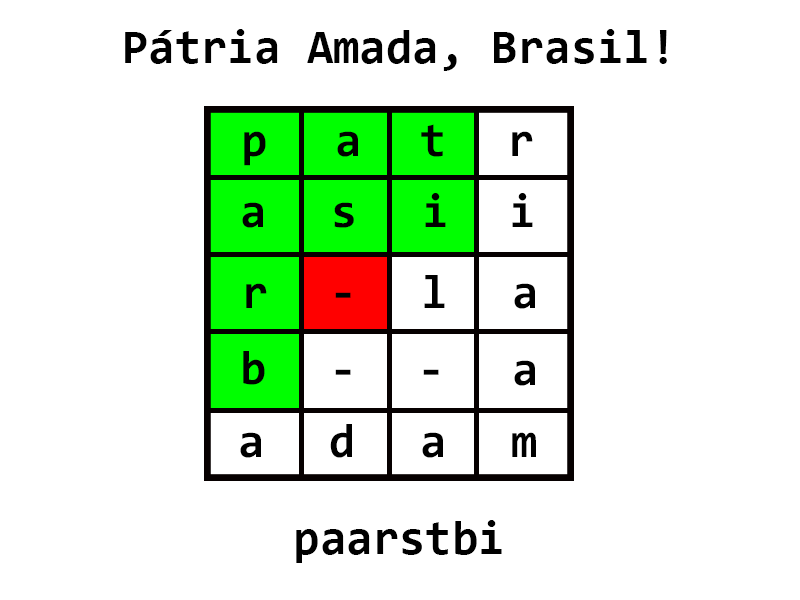 Pátria Amada, Brasil!
p a t r
a s i i
r - l a
b - - a
a d a m
paarstbi